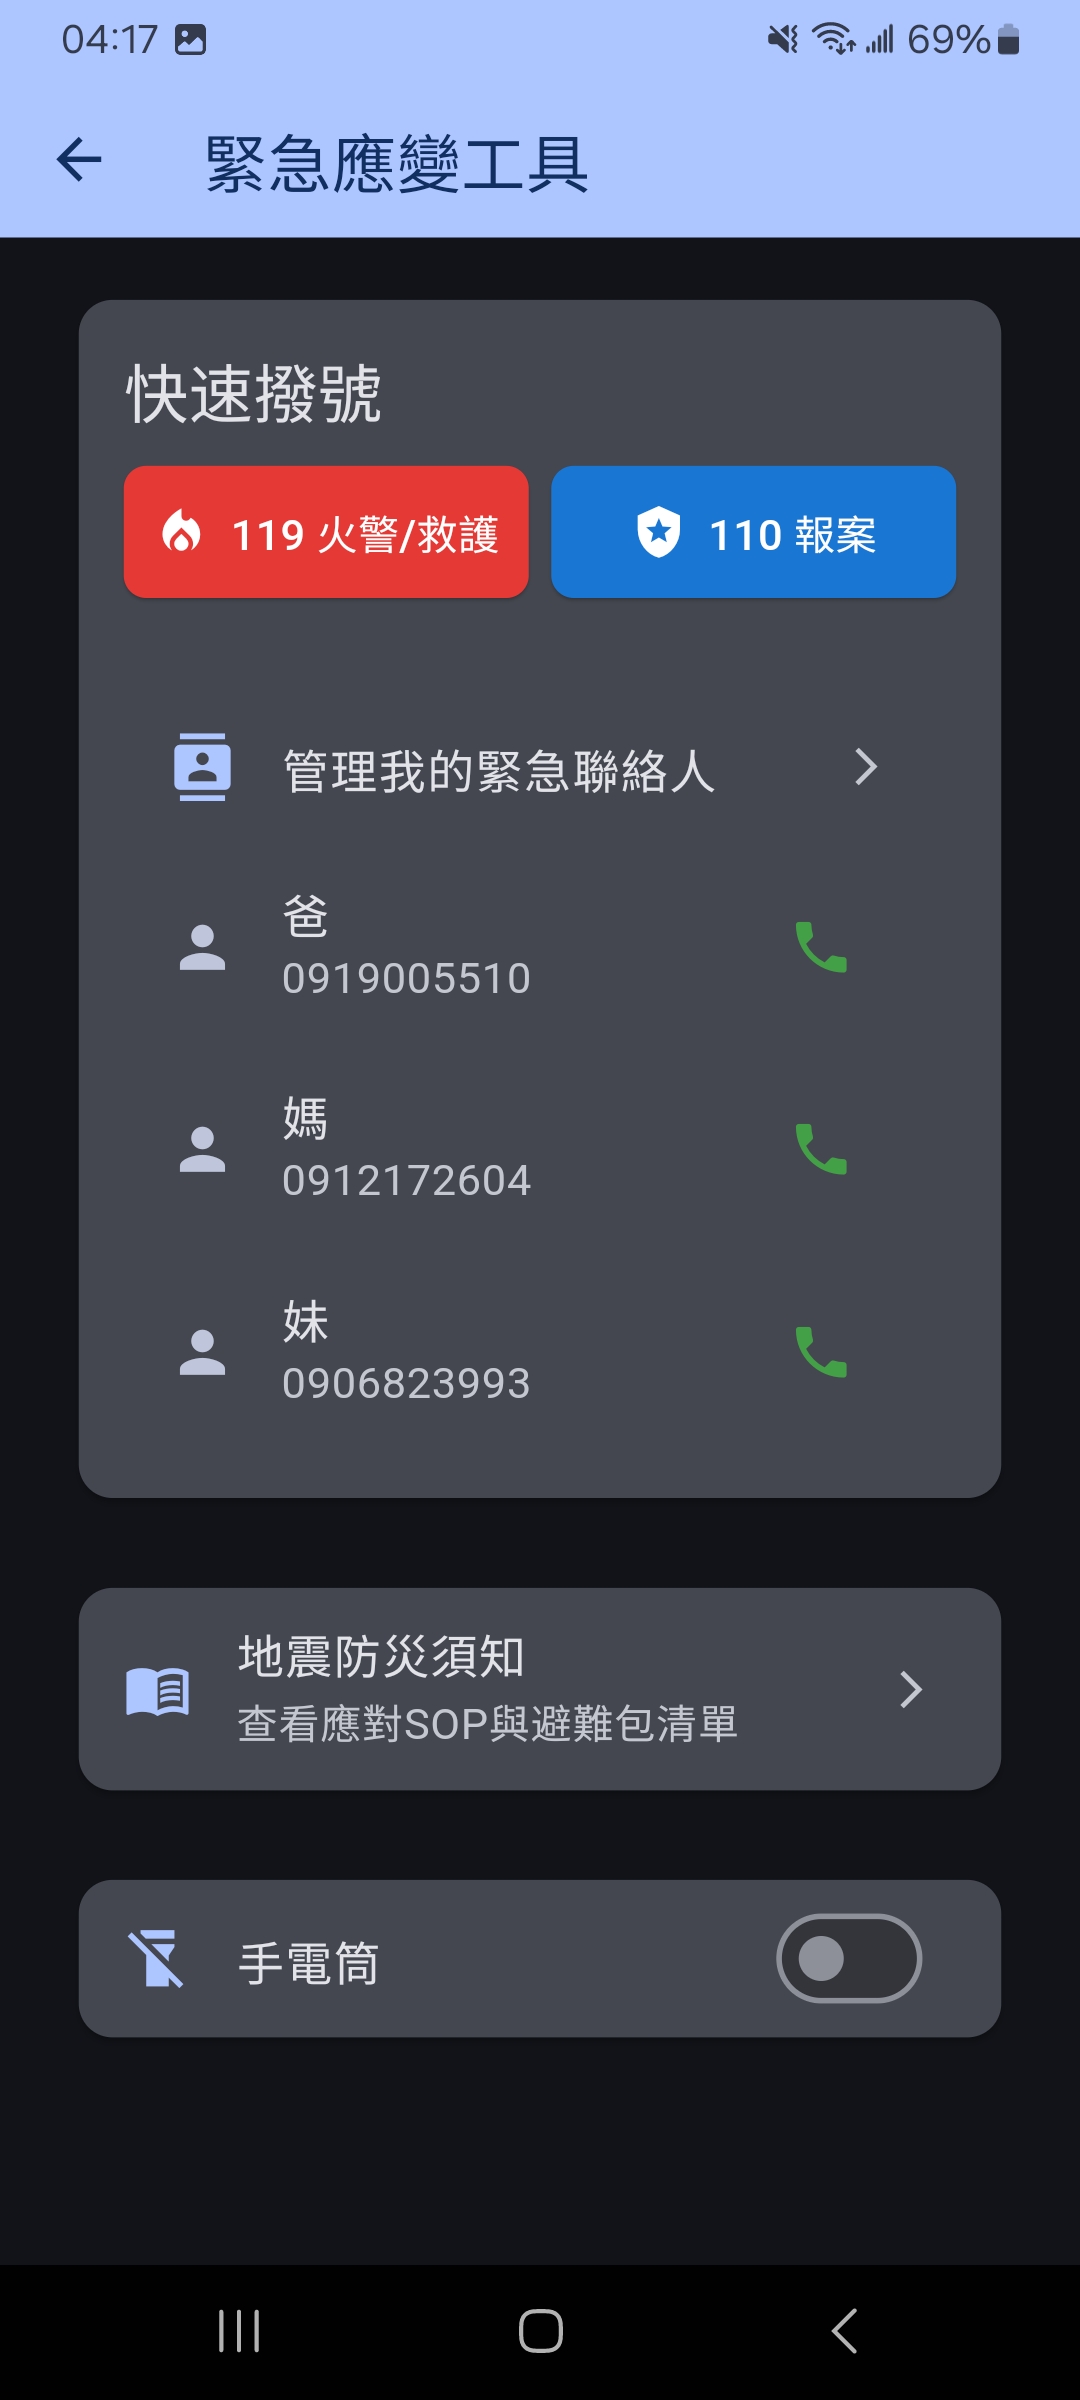 04:17
69%
緊急應變工具
快速撥號
119 火警/救護
110 報案
管理我的緊急聯絡人
爸
0919005510
媽
0912172604
妹
0906823993
地震防災須知
查看應對SOP與避難包清單
手電筒